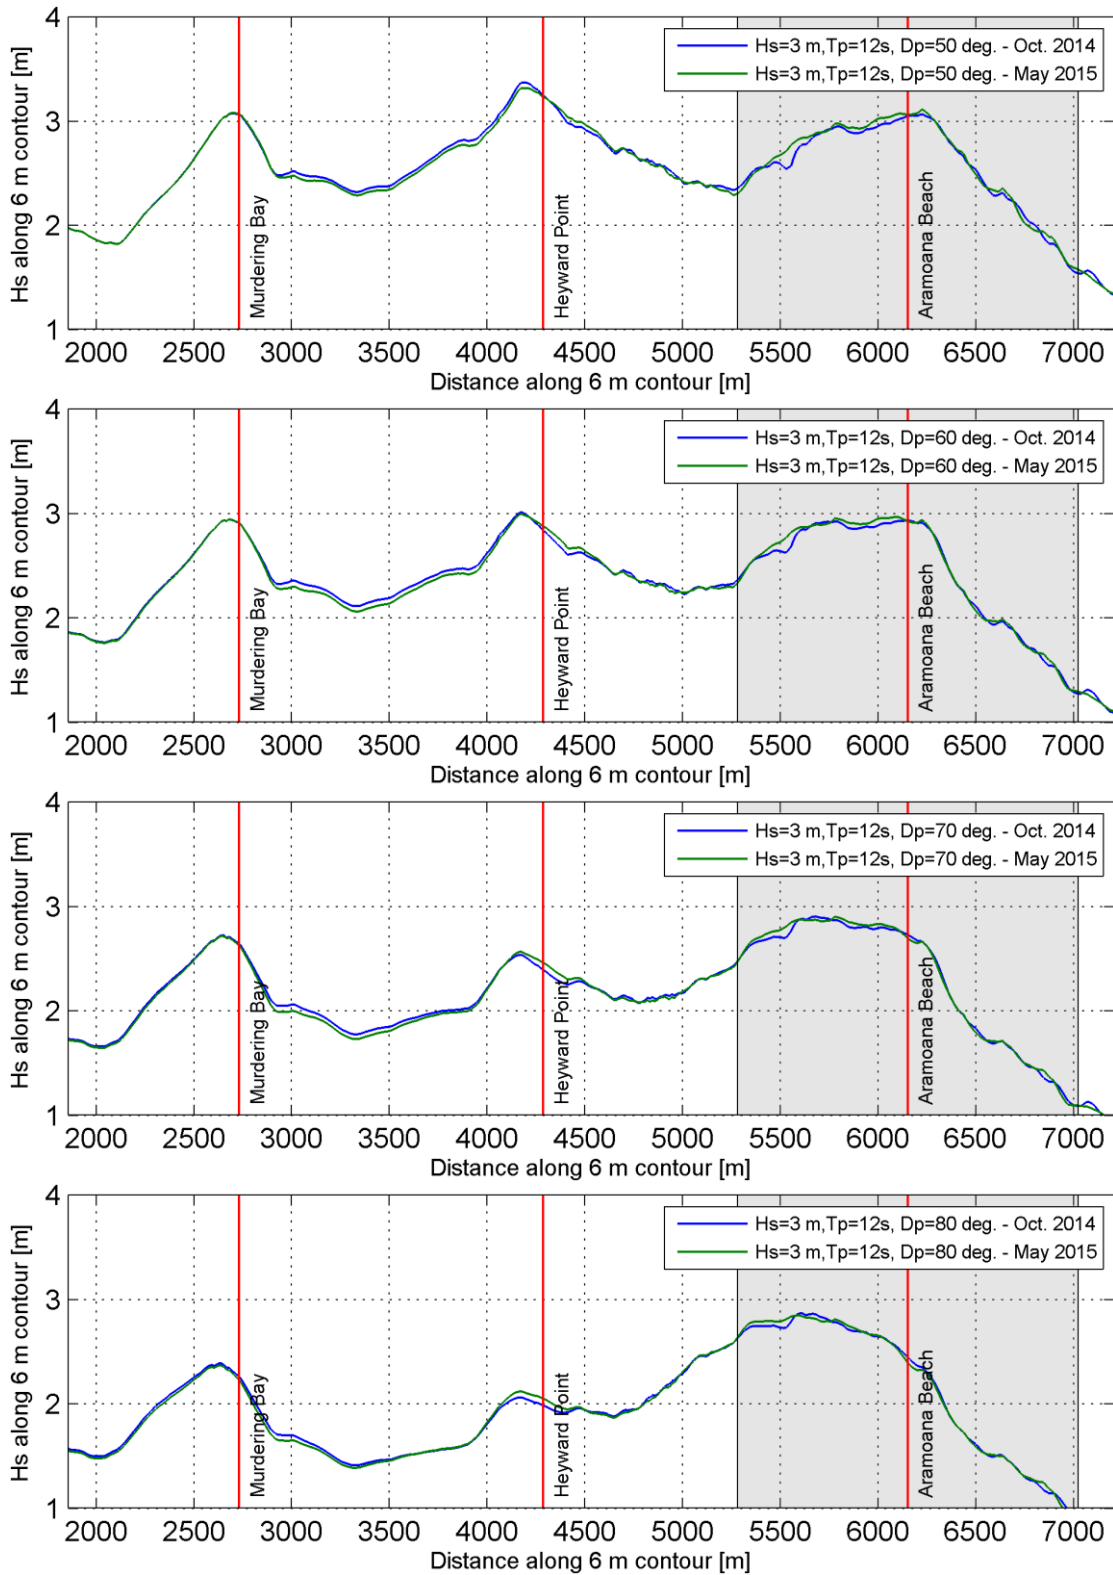 4
3
2
1
Hs along 6 m contour [m]
Hs=3 m,Tp=12s, Dp=50 deg. - Oct. 2014
Hs=3 m,Tp=12s, Dp=50 deg. - May 2015
Murdering Bay
Heyward Point
Aramoana Beach
2000 2500 3000 3500 4000 4500 5000 5500 6000 6500 7000
Distance along 6 m contour [m]
4
3
2
1
Hs along 6 m contour [m]
Hs=3 m,Tp=12s, Dp=60 deg. - Oct. 2014
Hs=3 m,Tp=12s, Dp=60 deg. - May 2015
Murdering Bay
Heyward Point
Aramoana Beach
2000 2500 3000 3500 4000 4500 5000 5500 6000 6500 7000
Distance along 6 m contour [m]
4
3
2
1
Hs along 6 m contour [m]
Hs=3 m,Tp=12s, Dp=70 deg. - Oct. 2014
Hs=3 m,Tp=12s, Dp=70 deg. - May 2015
Murdering Bay
Heyward Point
Aramoana Beach
2000 2500 3000 3500 4000 4500 5000 5500 6000 6500 7000
Distance along 6 m contour [m]
4
3
2
1
Hs along 6 m contour [m]
Hs=3 m,Tp=12s, Dp=80 deg. - Oct. 2014
Hs=3 m,Tp=12s, Dp=80 deg. - May 2015
Murdering Bay
Heyward Point
Aramoana Beach
2000 2500 3000 3500 4000 4500 5000 5500 6000 6500 7000
Distance along 6 m contour [m]